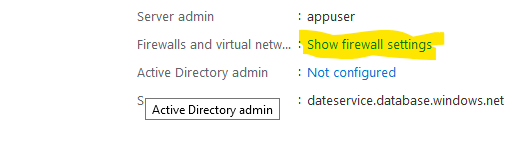 Server admin : appuser
Firewalls and virtual netw... : Show firewall settings
Active Directory admin : Not configured
S : dateservice.database.windows.net
Active Directory admin